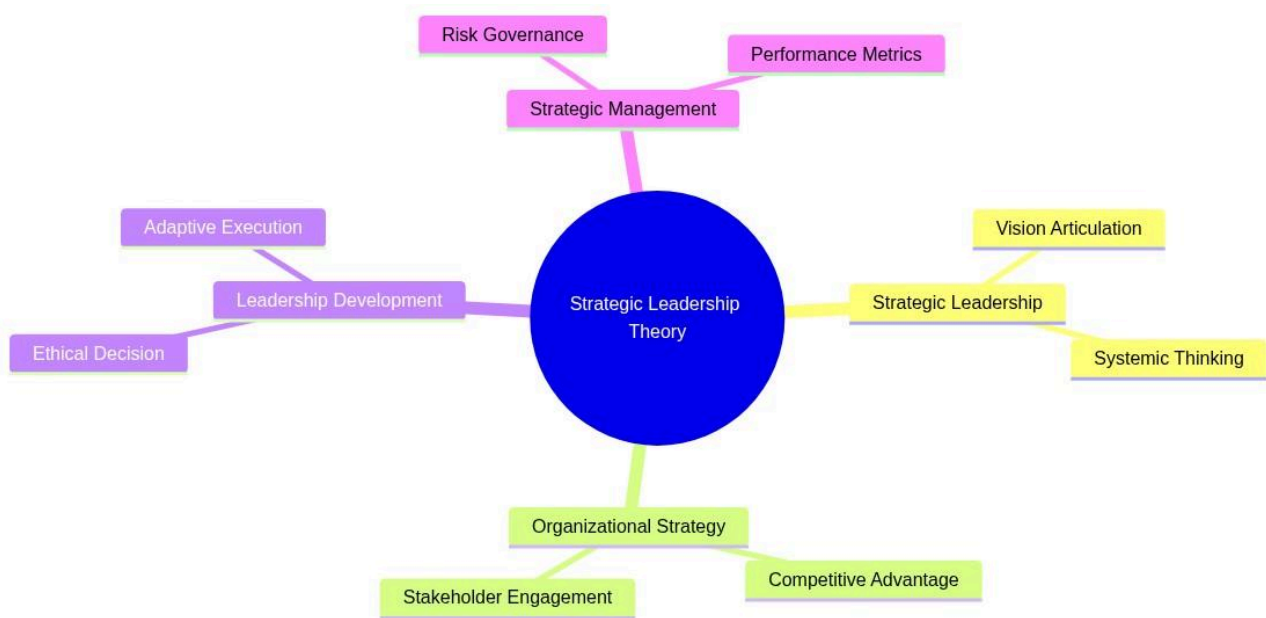 Risk Governance
Performance Metrics
Strategic Management
Adaptive Execution
Vision Articulation
Leadership Development
Strategic Leadership Theory
Strategic Leadership
Ethical Decision
Systemic Thinking
Organizational Strategy
Competitive Advantage
Stakeholder Engagement